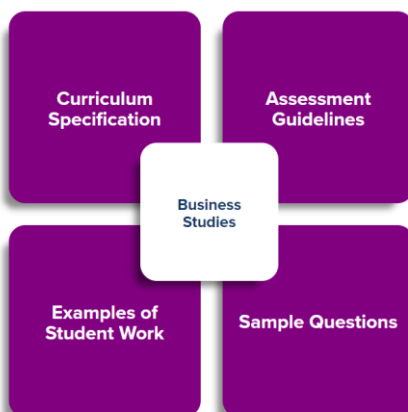 Curriculum
Specification
Assessment
Guidelines
Business
Studies
Examples of
Student Work
Sample Questions